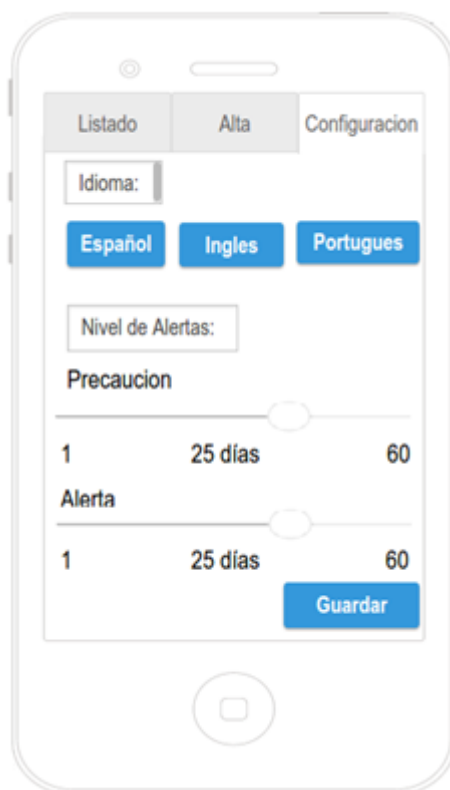 Listado Alta Configuracion
Idioma:
Español Ingles Portugues
Nivel de Alertas:
Precaucion
1 25 días 60
Alerta
1 25 días 60
Guardar